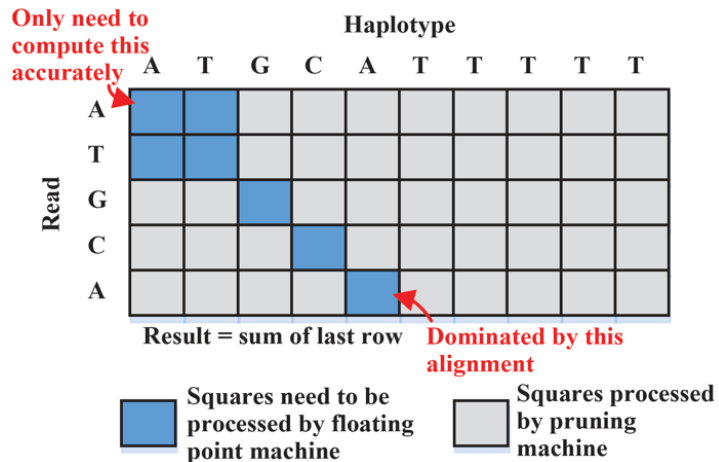 Only need to
compute this
accurately
Haplotype
A T G C A T T T T T
Read
A
T
G
C
A
Result = sum of last row
Dominated by this
alignment
Squares need to be
processed by floating
point machine
Squares processed
by pruning
machine